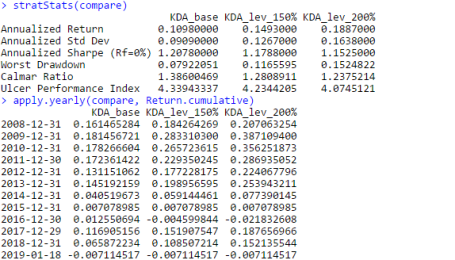 > stratStats(compare)
KDA_base KDA_lev_150% KDA_lev_200%
Annualized Return 0.10980000 0.1493000 0.1887000
Annualized Std Dev 0.09090000 0.1267000 0.1638000
Annualized Sharpe (Rf=0%) 1.20780000 1.1788000 1.1525000
Worst Drawdown 0.07922051 0.1165595 0.1524822
Calmar Ratio 1.38600469 1.2808911 1.2375214
Ulcer Performance Index 4.33943337 4.2344205 4.0745121
> apply.yearly(compare, Return.cumulative)
KDA_base KDA_lev_150% KDA_lev_200%
2008-12-31 0.161465284 0.184264269 0.207063254
2009-12-31 0.181456721 0.283310300 0.387109400
2010-12-31 0.178266604 0.265723615 0.356251873
2011-12-30 0.172361422 0.229350245 0.286935052
2012-12-31 0.131151062 0.177228175 0.224067796
2013-12-31 0.145192159 0.198956595 0.253943211
2014-12-31 0.040519673 0.059144461 0.077390145
2015-12-31 0.007078985 0.007078985 0.007078985
2016-12-30 0.012550694 -0.004599844 -0.021832608
2017-12-29 0.116905156 0.151907547 0.187656966
2018-12-31 0.065872234 0.108507214 0.152135544
2019-01-18 -0.007114517 -0.007114517 -0.007114517